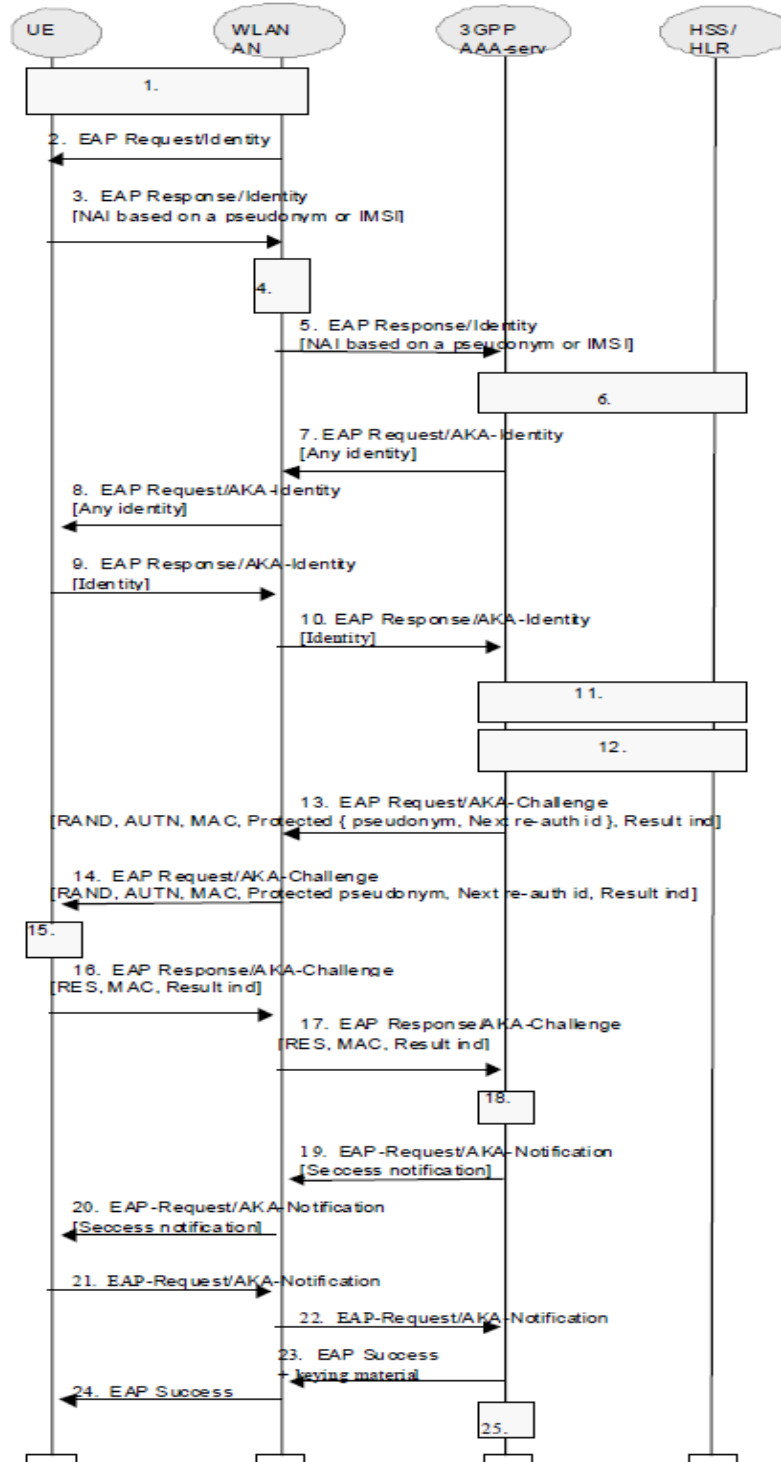 UE
WLAN
AN
3GPP
AAA-serv
HSS/
HLR
1.
2. EAP Request/Identity
3. EAP Response/Identity
[NAI based on a pseudonym or IMSI]
4.
5. EAP Response/Identity
[NAI based on a pseudonym or IMSI]
6.
7. EAP Request/AKA-Identity
[Any identity]
8. EAP Request/AKA-Identity
[Any identity]
9. EAP Response/AKA-Identity
[Identity]
10. EAP Response/AKA-Identity
[Identity]
11.
12.
13. EAP Request/AKA-Challenge
[RAND, AUTN, MAC, Protected { pseudonym, Next re-auth id }, Result ind]
14. EAP Request/AKA-Challenge
[RAND, AUTN, MAC, Protected pseudonym, Next re-auth id, Result ind]
15.
16. EAP Response/AKA-Challenge
[RES, MAC, Result ind]
17. EAP Response/AKA-Challenge
[RES, MAC, Result ind]
18.
19. EAP-Request/AKA-Notification
[Seccess notification]
20. EAP-Request/AKA-Notification
[Seccess notification]
21. EAP-Request/AKA-Notification
22. EAP-Request/AKA-Notification
23. EAP Success
+ keying material
24. EAP Success
25.